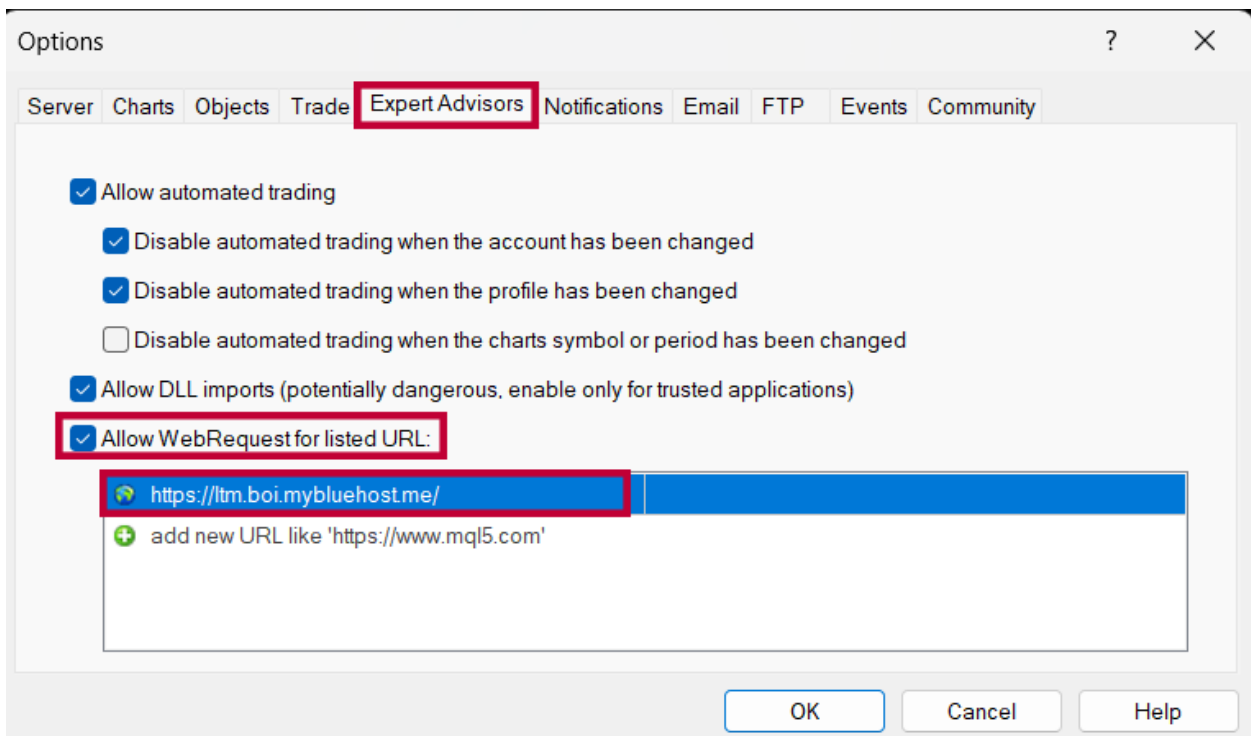 Options
?
Server Charts Objects Trade Expert Advisors Notifications Email FTP Events Community
Allow automated trading
Disable automated trading when the account has been changed
Disable automated trading when the profile has been changed
Disable automated trading when the charts symbol or period has been changed
Allow DLL imports (potentially dangerous, enable only for trusted applications)
Allow WebRequest for listed URL:
https://ltm.boi.mybluehost.me/
add new URL like 'https://www.mql5.com'
OK Cancel Help